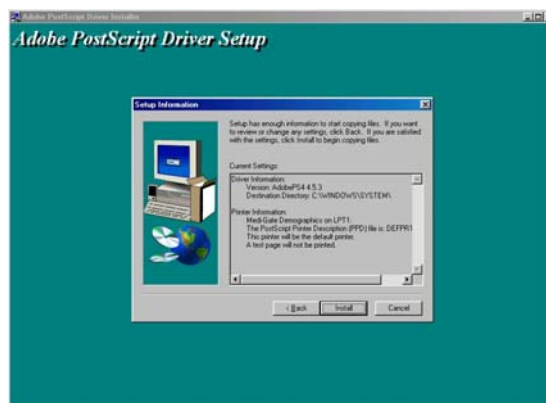 Adobe PostScript Driver Installer
Adobe PostScript Driver Setup
Setup Information
Setup has enough information to start copying files. If you want
to review or change any settings, click Back. If you are satisfied
with the settings, click Install to begin copying files.
Current Settings:
Driver Information:
Version: AdobePS4 4.5.3
Destination Directory: C:\WINDOWS\SYSTEM\
Printer Information:
Medi-Gate Demographics on LPT1:
The PostScript Printer Description (PPD) file is: DEFPRT
This printer will be the default printer.
A test page will not be printed.
< Back
Install
Cancel